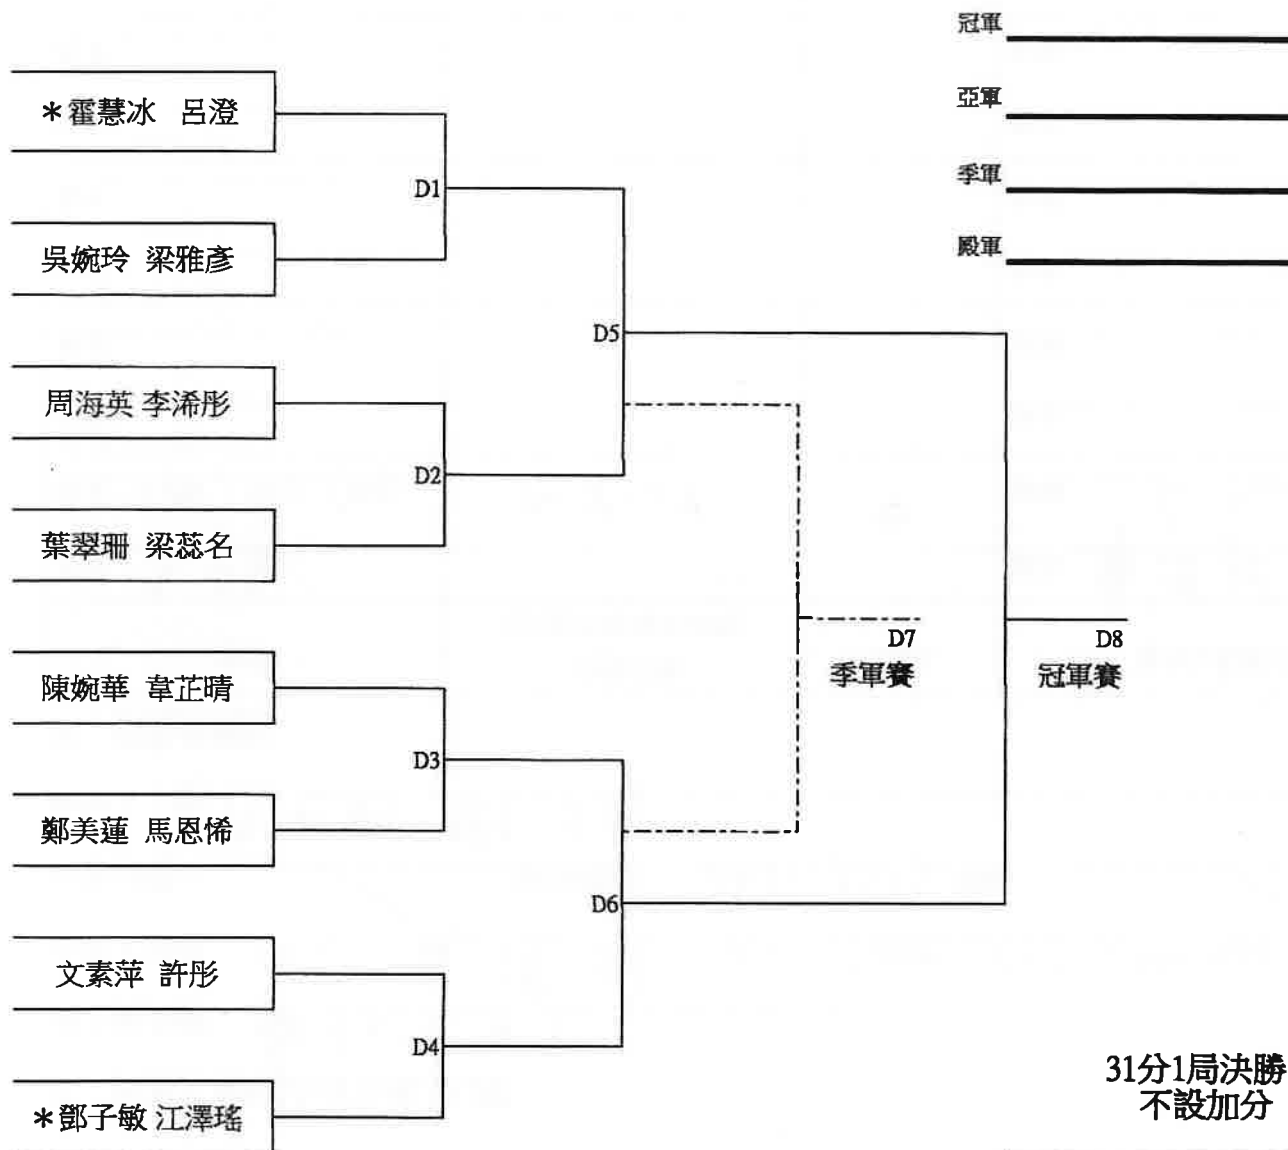 冠軍
亞軍
季軍
殿軍
*霍慧冰 呂澄
D1
吳婉玲 梁雅彥
D5
周海英 李浠彤
D2
葉翠珊 梁蕊名
D7
季軍賽
D8
冠軍賽
陳婉華 韋芷晴
D3
鄭美蓮 馬恩悕
D6
文素萍 許彤
D4
*鄧子敏 江澤瑤
31分1局決勝
不設加分